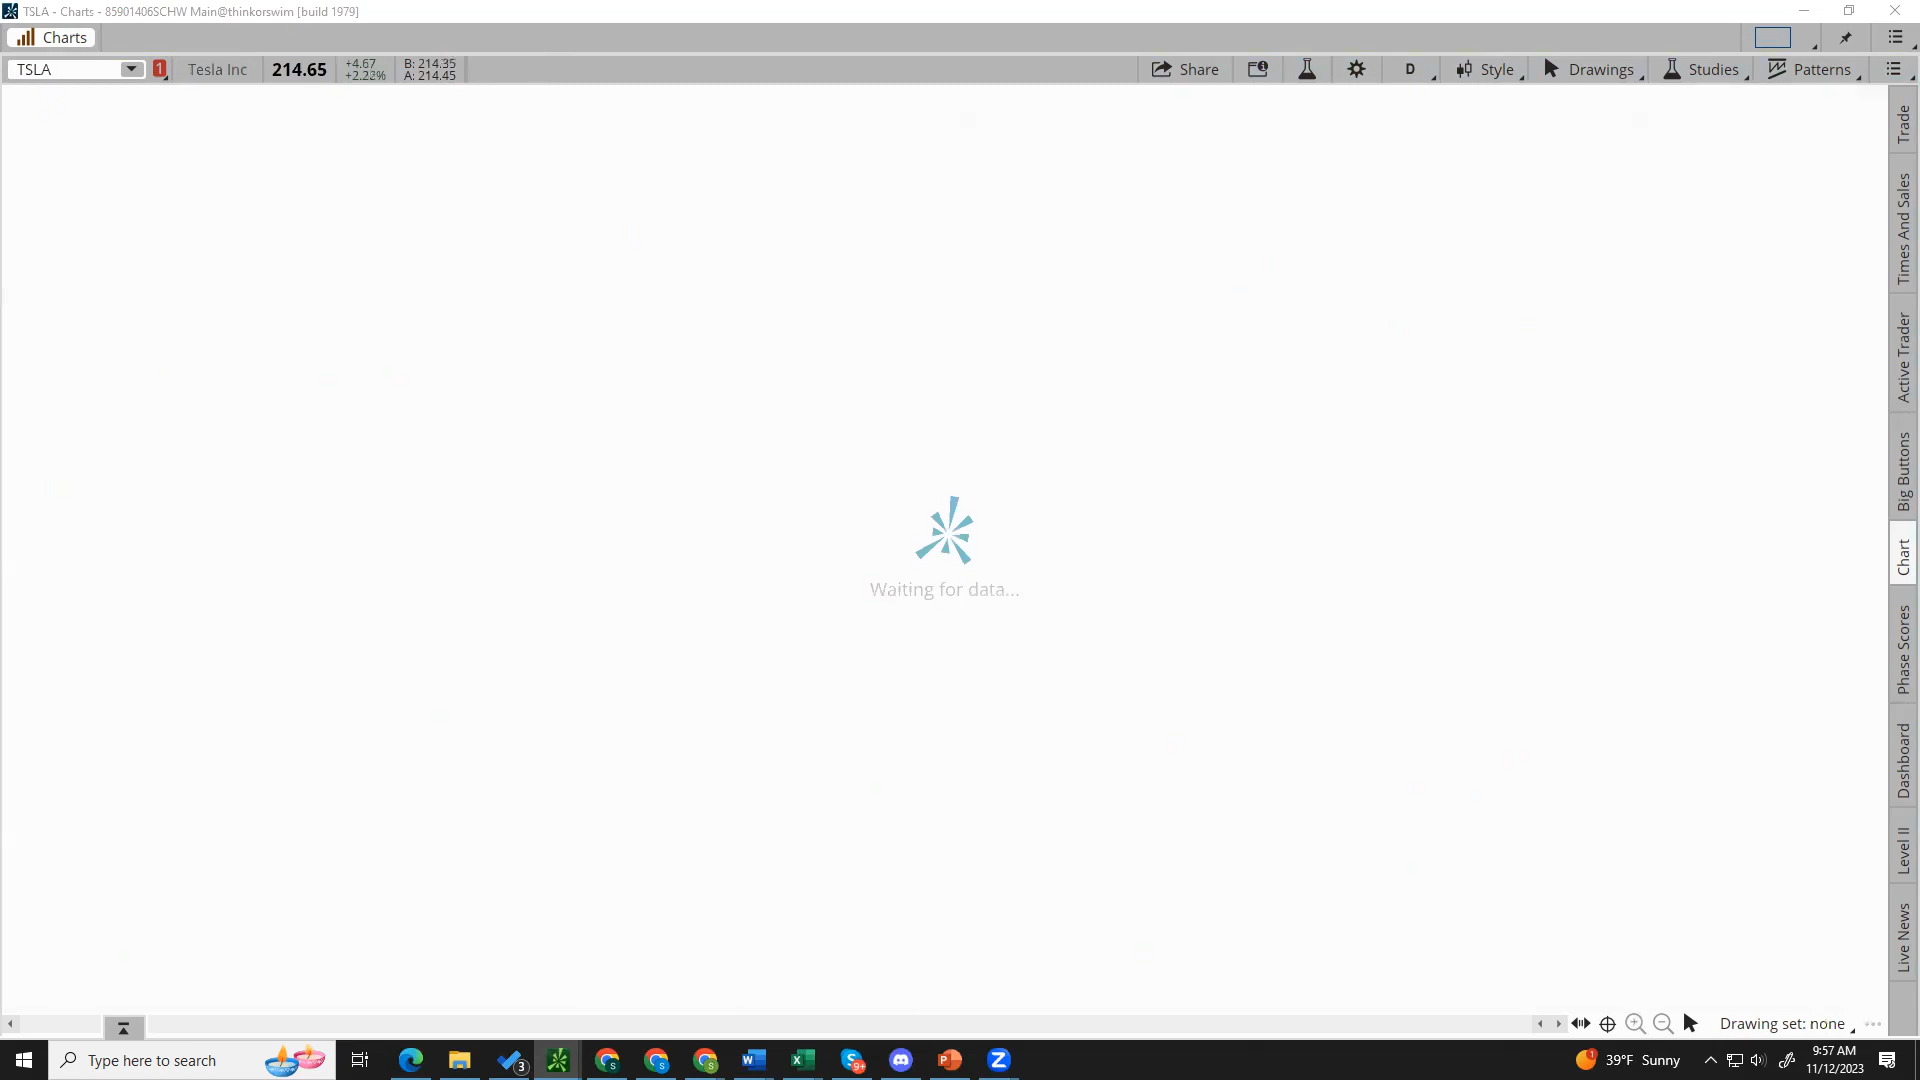 TSLA - Charts - 85901406SCHW Main@thinkorswim [build 1979]
Charts
TSLA
1
Tesla Inc
214.65
+4.67
+2.22%
B: 214.35
A: 214.45
Share
D
Style
Drawings
Studies
Patterns
Trade
Times And Sales
Active Trader
Big Buttons
Chart
Phase Scores
Dashboard
Level II
Live News
Waiting for data...
Drawing set: none
Type here to search
3
9+
1
39°F Sunny
9:57 AM
11/12/2023